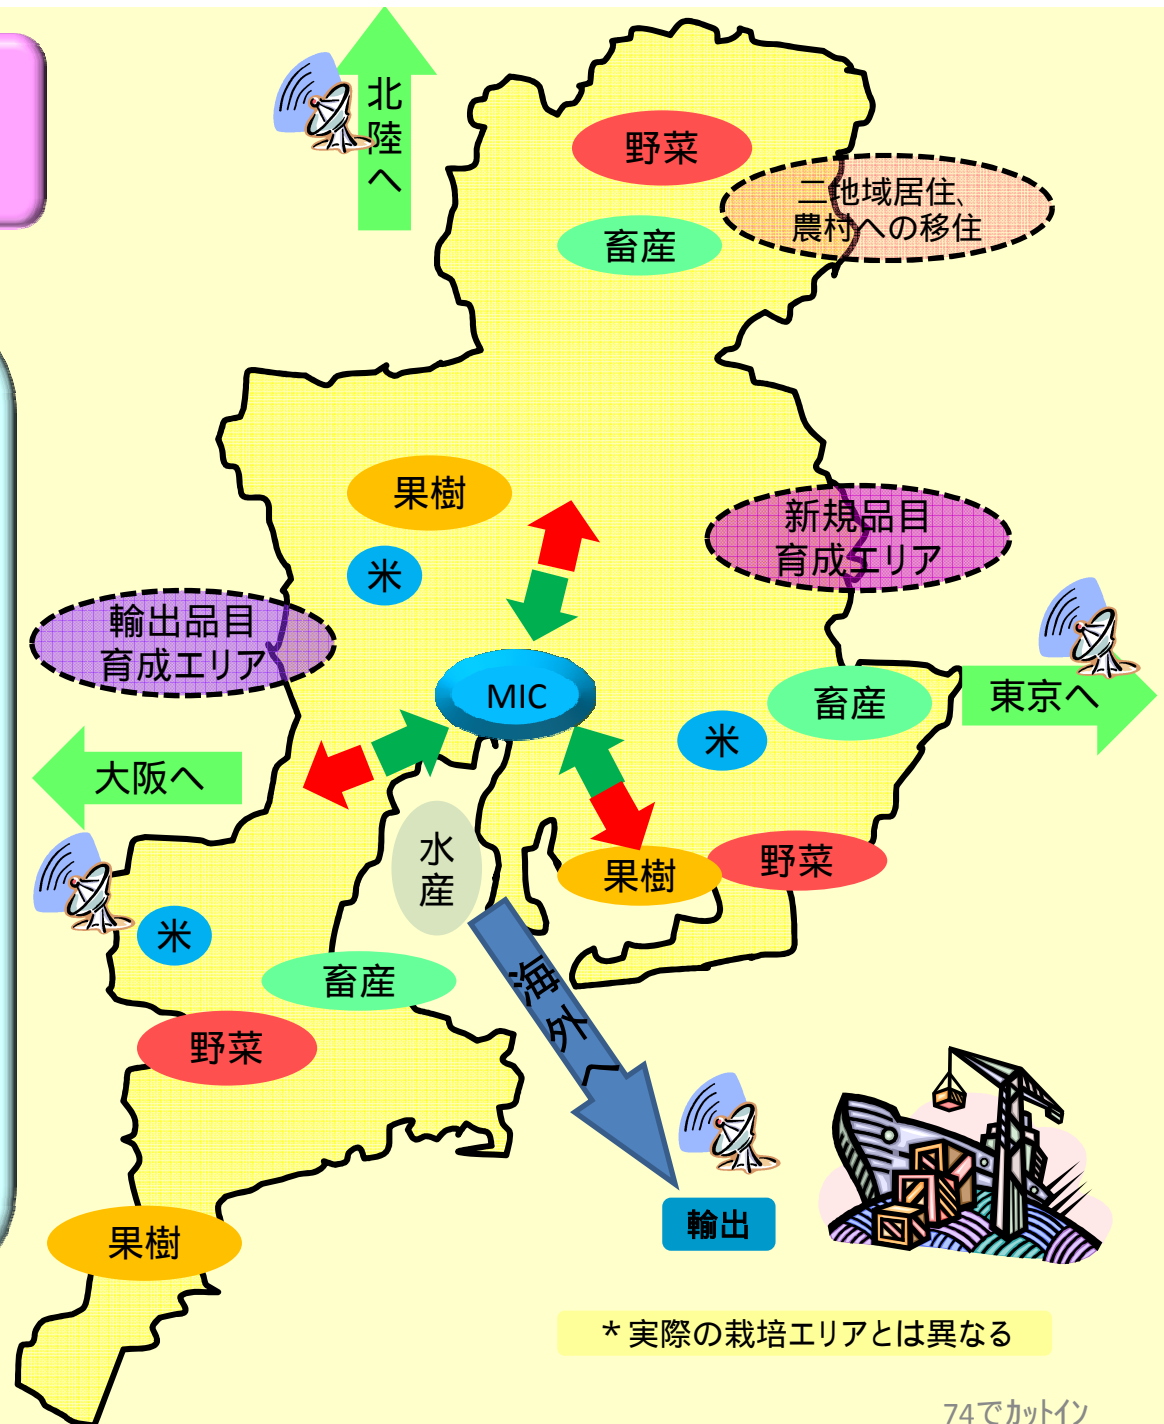 北
陸
へ
野菜
二地域居住、
農村への移住
畜産
果樹
新規品目
育成エリア
米
輸出品目
育成エリア
MIC
畜産
東京へ
米
大阪へ
水
産
果樹
野菜
米
畜産
海
外
へ
野菜
輸出
果樹
*実際の栽培エリアとは異なる
74でカットイン